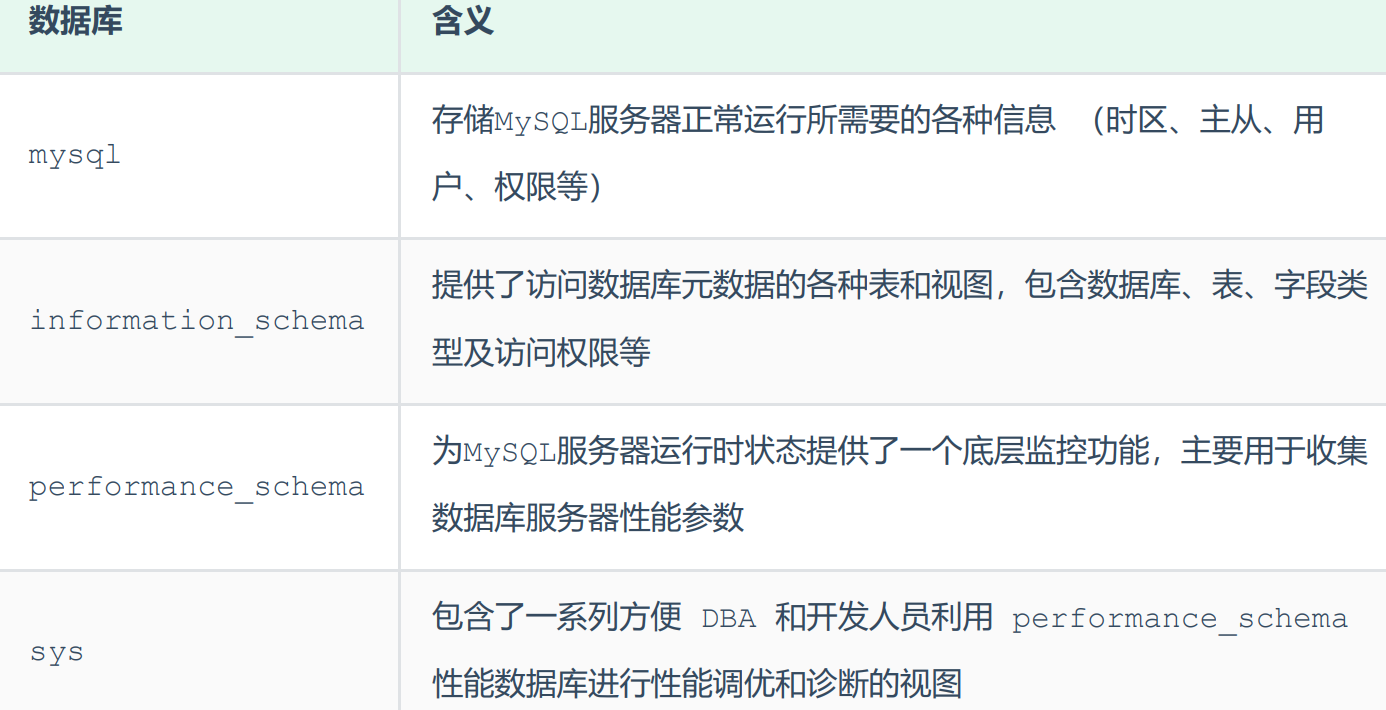 数据库 含义
存储MySQL服务器正常运行所需要的各种信息 （时区、主从、用
mysql
户、权限等）
提供了访问数据库元数据的各种表和视图，包含数据库、表、字段类
information_schema
型及访问权限等
为MySQL服务器运行时状态提供了一个底层监控功能，主要用于收集
performance_schema
数据库服务器性能参数
包含了一系列方便 DBA 和开发人员利用 performance_schema
sys
性能数据库进行性能调优和诊断的视图